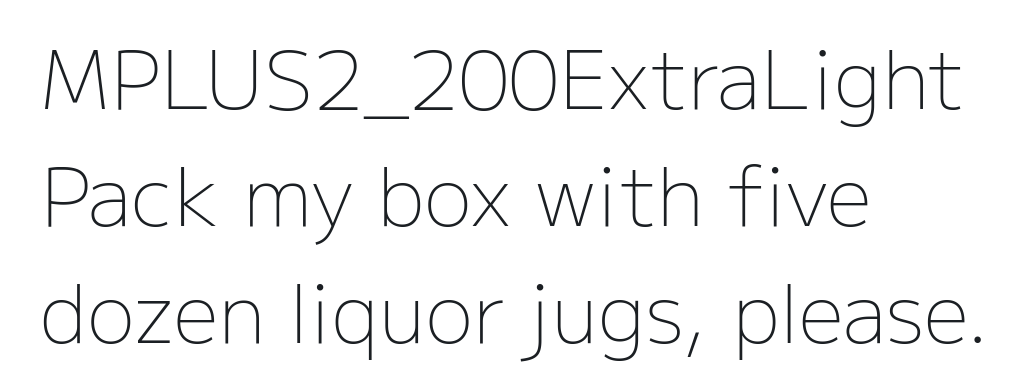 MPLUS2_200ExtraLight
Pack my box with five
dozen liquor jugs, please.